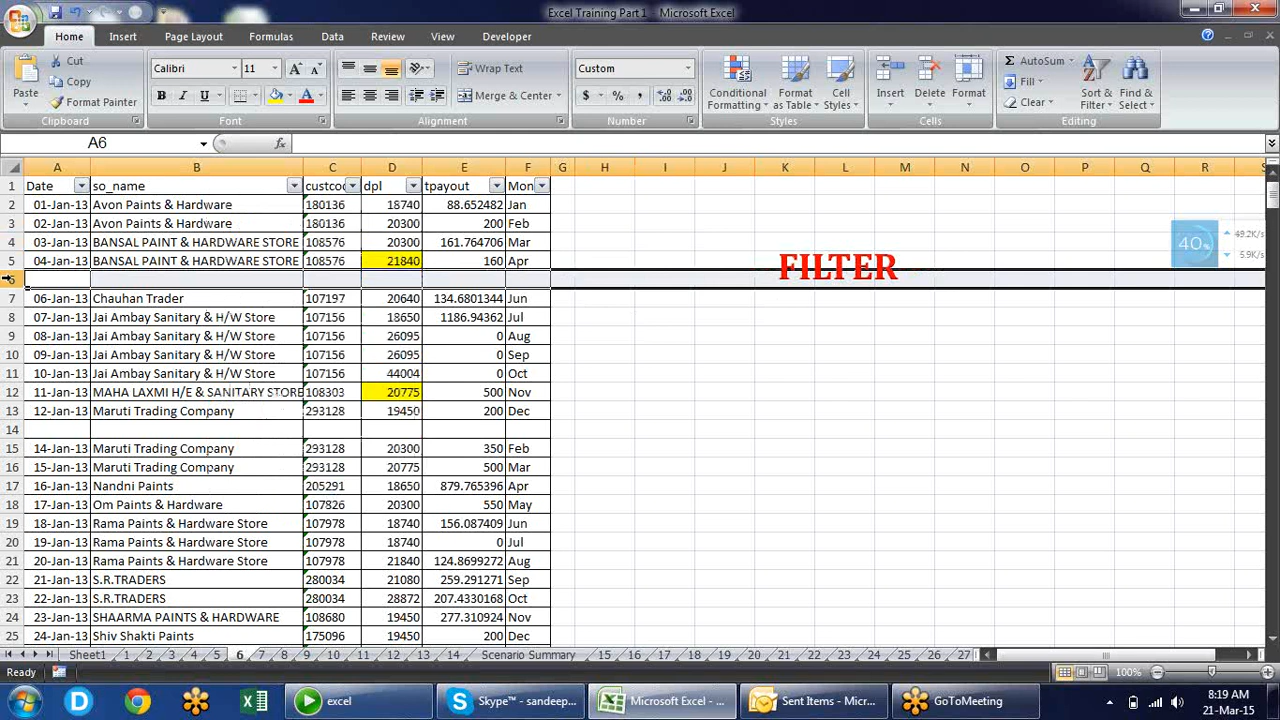 Excel Training Part 1 - Microsoft Excel
Home Insert Page Layout Formulas Data Review View Developer
Paste Cut Copy Format Painter
Calibri 11 Wrap Text Merge & Center Custom
B I U $ % ,
Conditional Formatting Format as Table Cell Styles Insert Delete Format
AutoSum Fill Clear Sort & Filter Find & Select
Clipboard Font Alignment Number Styles Cells Editing
A6 fx
A B C D E F G H I J K L M N O P Q R S
1 Date so_name custco dpl tpayout Mon
2 01-Jan-13 Avon Paints & Hardware 180136 18740 88.652482 Jan
3 02-Jan-13 Avon Paints & Hardware 180136 20300 200 Feb
4 03-Jan-13 BANSAL PAINT & HARDWARE STORE 108576 20300 161.764706 Mar
5 04-Jan-13 BANSAL PAINT & HARDWARE STORE 108576 21840 160 Apr
6
FILTER
40% 49.2K/s
5.9K/s
7 06-Jan-13 Chauhan Trader 107197 20640 134.6801344 Jun
8 07-Jan-13 Jai Ambay Sanitary & H/W Store 107156 18650 1186.94362 Jul
9 08-Jan-13 Jai Ambay Sanitary & H/W Store 107156 26095 0 Aug
10 09-Jan-13 Jai Ambay Sanitary & H/W Store 107156 26095 0 Sep
11 10-Jan-13 Jai Ambay Sanitary & H/W Store 107156 44004 0 Oct
12 11-Jan-13 MAHA LAXMI H/E & SANITARY STORE 108303 20775 500 Nov
13 12-Jan-13 Maruti Trading Company 293128 19450 200 Dec
14
15 14-Jan-13 Maruti Trading Company 293128 20300 350 Feb
16 15-Jan-13 Maruti Trading Company 293128 20775 500 Mar
17 16-Jan-13 Nandni Paints 205291 18650 879.765396 Apr
18 17-Jan-13 Om Paints & Hardware 107826 20300 550 May
19 18-Jan-13 Rama Paints & Hardware Store 107978 18740 156.087409 Jun
20 19-Jan-13 Rama Paints & Hardware Store 107978 18740 0 Jul
21 20-Jan-13 Rama Paints & Hardware Store 107978 21840 124.8699272 Aug
22 21-Jan-13 S.R.TRADERS 280034 21080 259.291271 Sep
23 22-Jan-13 S.R.TRADERS 280034 28872 207.4330168 Oct
24 23-Jan-13 SHAARMA PAINTS & HARDWARE 108680 19450 277.310924 Nov
25 24-Jan-13 Shiv Shakti Paints 175096 19450 200 Dec
Sheet1 1 2 3 4 5 6 7 8 9 10 11 12 13 14 Scenario Summary 15 16 17 18 19 20 21 22 23 24 25 26 27
Ready 100%
excel Skype™ - sandeep... Microsoft Excel - ... Sent Items - Micr... GoToMeeting
8:19 AM
21-Mar-15